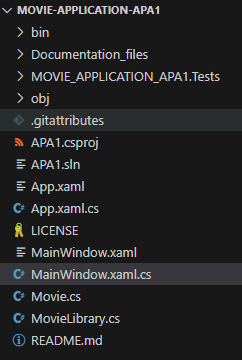 MOVIE-APPLICATION-APA1
bin
Documentation_files
MOVIE_APPLICATION_APA1.Tests
obj
.gitattributes
APA1.csproj
APA1.sln
App.xaml
App.xaml.cs
LICENSE
MainWindow.xaml
MainWindow.xaml.cs
Movie.cs
MovieLibrary.cs
README.md